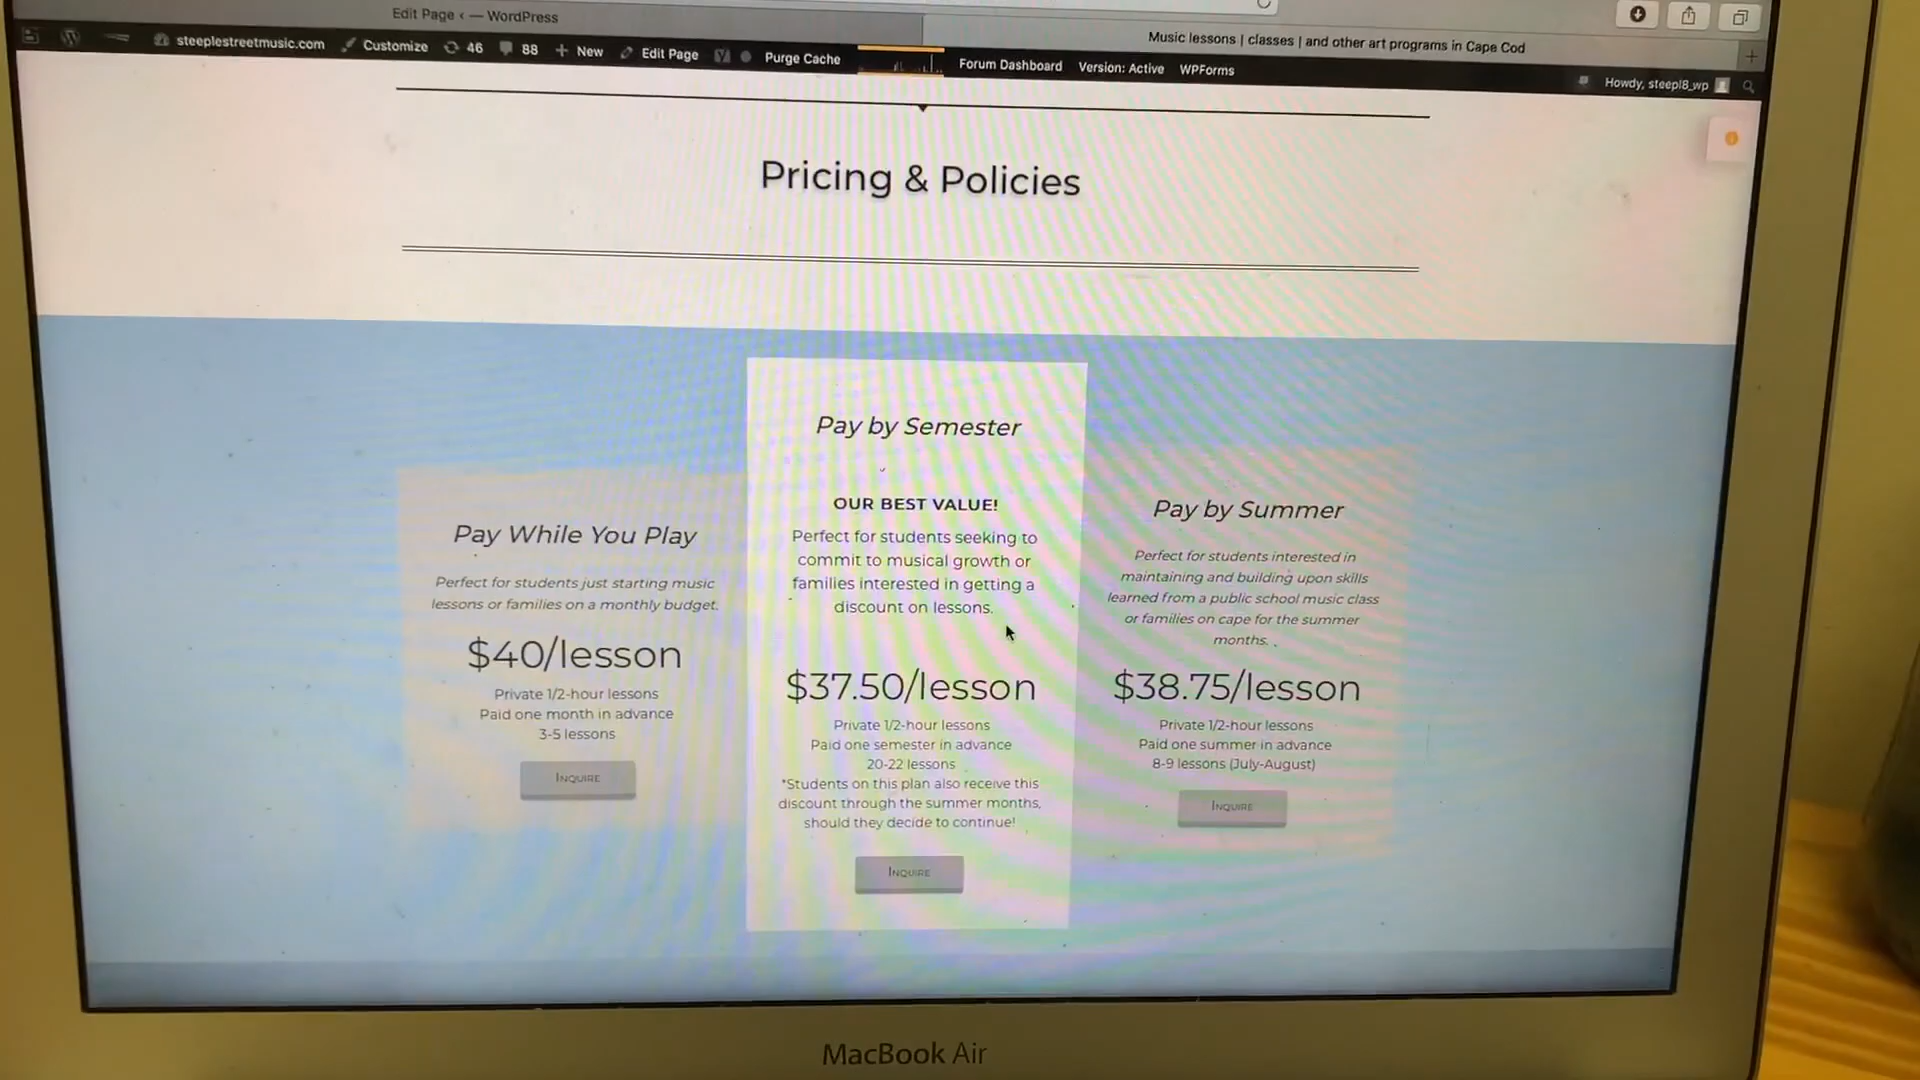 Edit Page ‹ — WordPress
Music lessons | classes | and other art programs in Cape Cod
steeplestreetmusic.com Customize 46 88 New Edit Page Purge Cache Forum Dashboard Version: Active WPForms
Howdy, steepl8_wp
Pricing & Policies
Pay While You Play
Perfect for students just starting music
lessons or families on a monthly budget.
$40/lesson
Private 1/2-hour lessons
Paid one month in advance
3-5 lessons
INQUIRE
Pay by Semester
OUR BEST VALUE!
Perfect for students seeking to
commit to musical growth or
families interested in getting a
discount on lessons.
$37.50/lesson
Private 1/2-hour lessons
Paid one semester in advance
20-22 lessons
*Students on this plan also receive this
discount through the summer months,
should they decide to continue!
INQUIRE
Pay by Summer
Perfect for students interested in
maintaining and building upon skills
learned from a public school music class
or families on cape for the summer
months.
$38.75/lesson
Private 1/2-hour lessons
Paid one summer in advance
8-9 lessons (July-August)
INQUIRE
MacBook Air